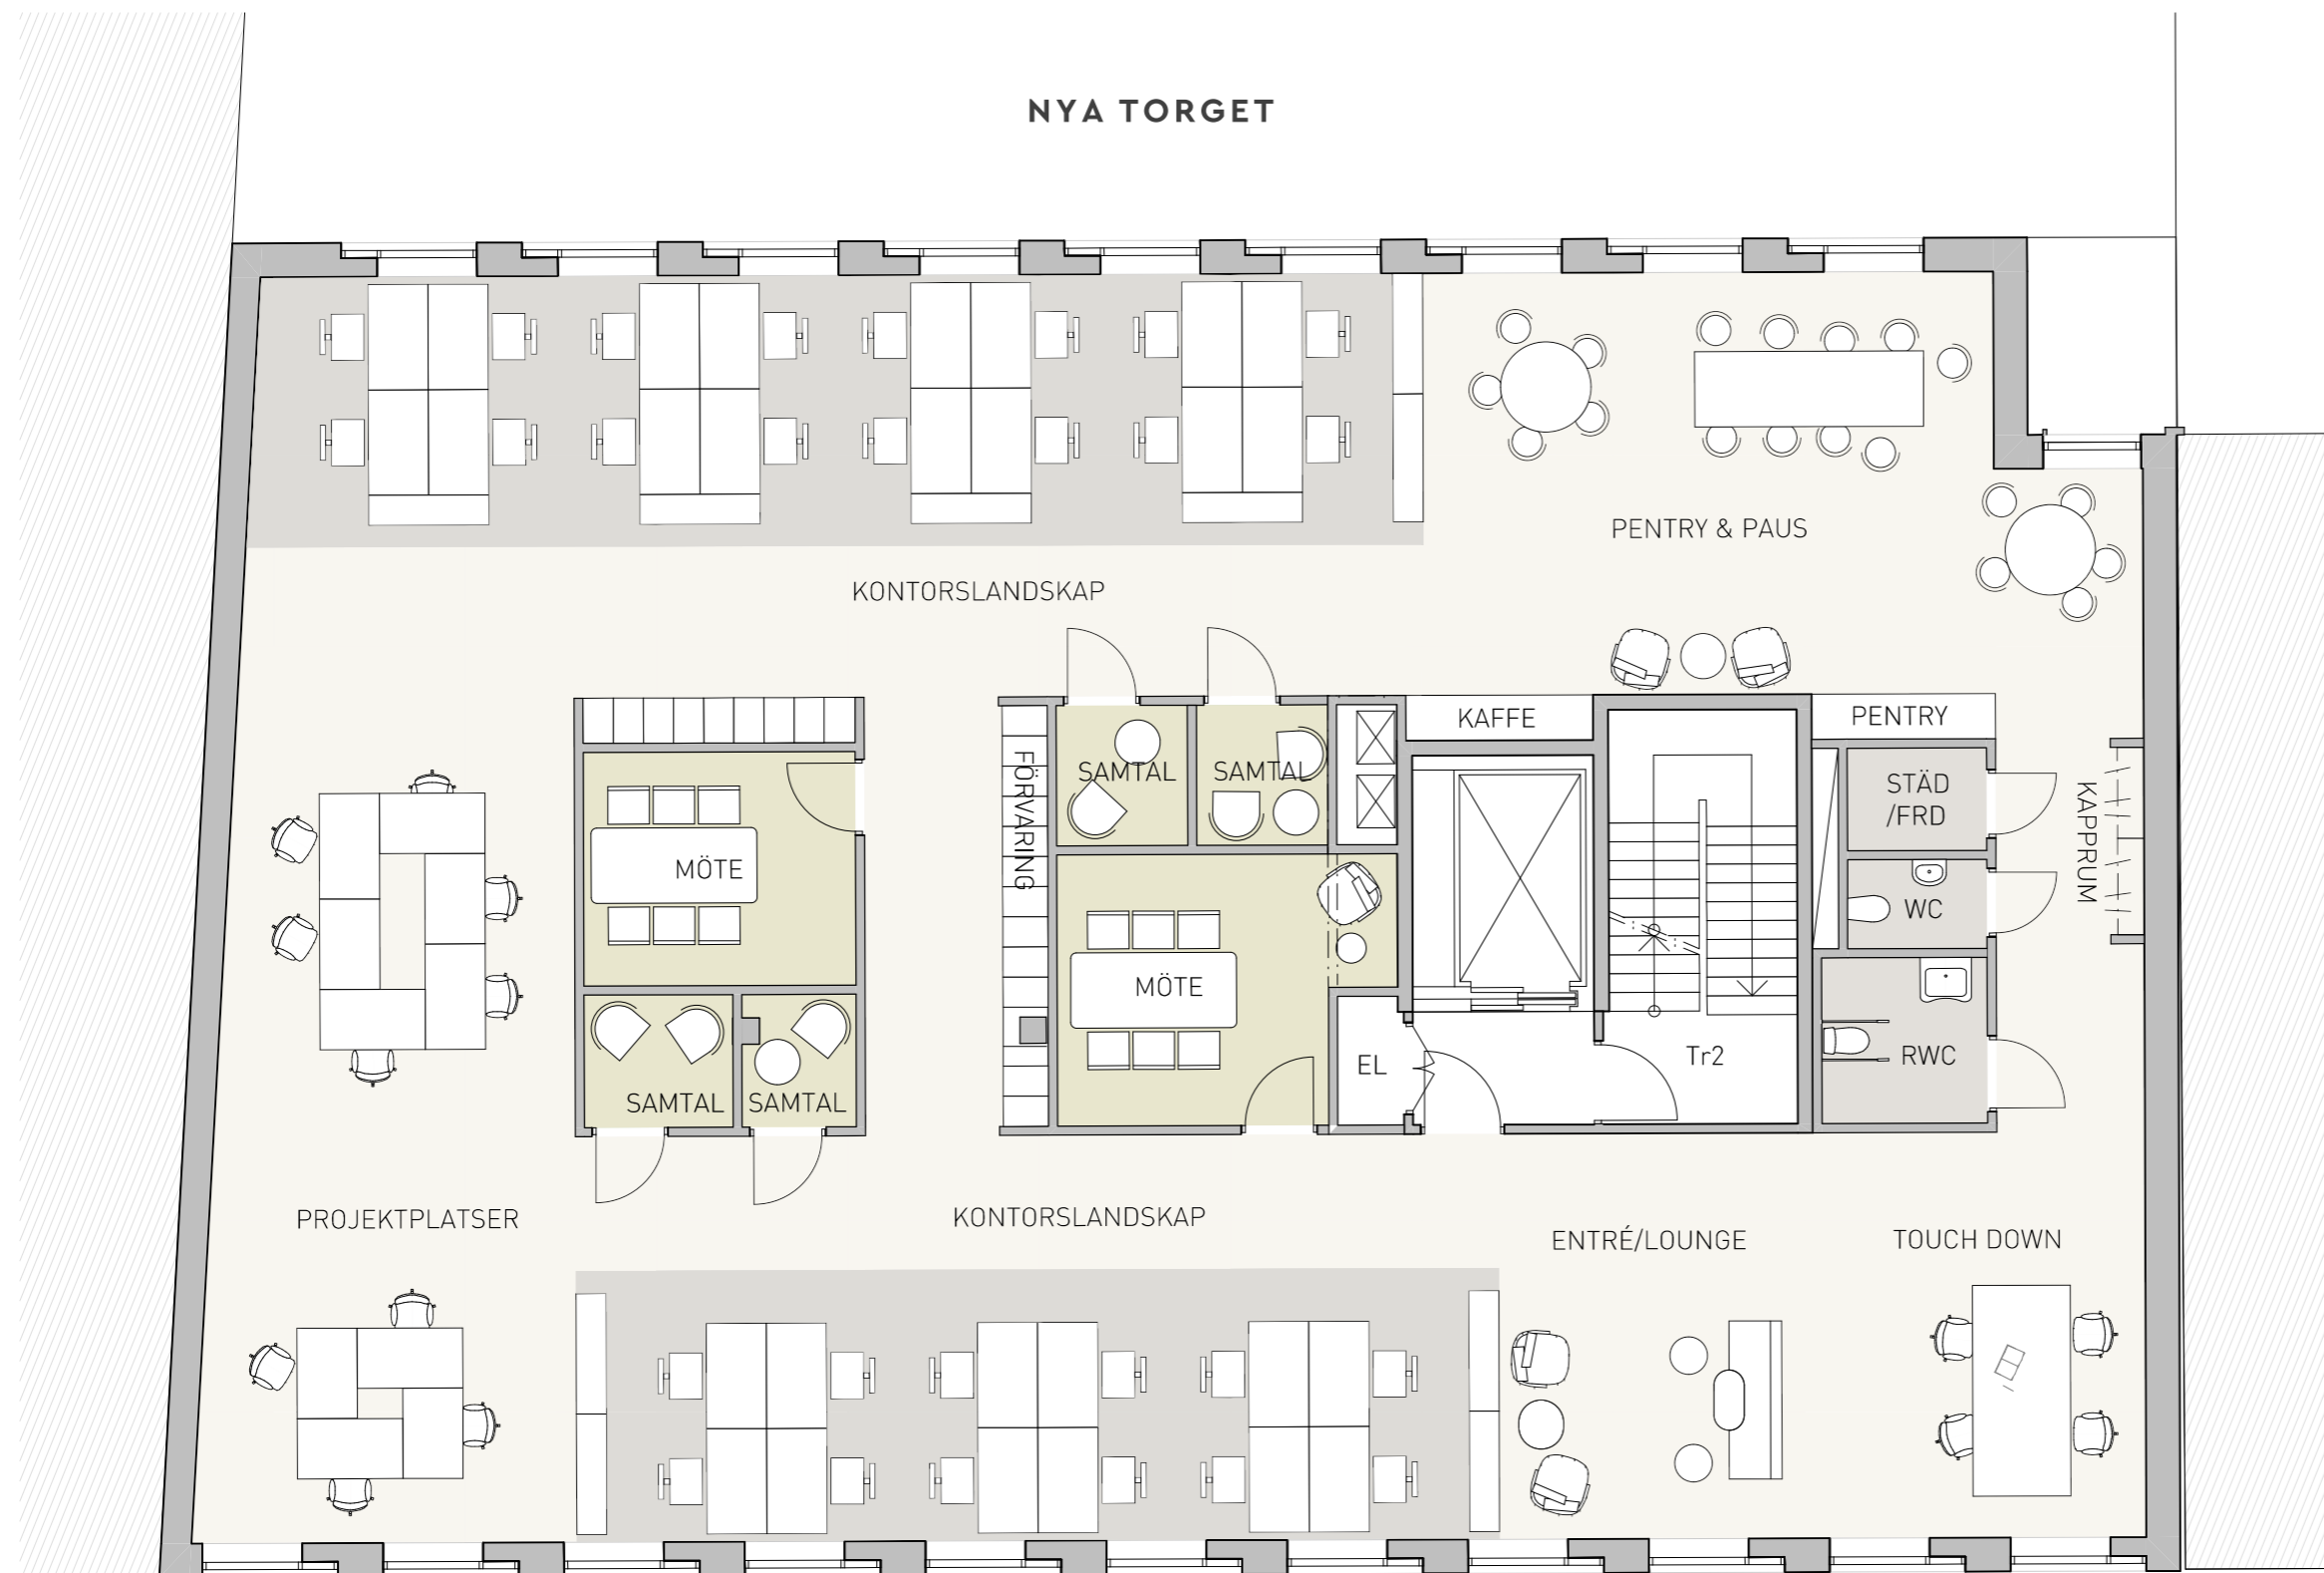 NYA TORGET
PENTRY & PAUS
KONTORSLANDSKAP
KAFFE
PENTRY
FÖRVARING
SAMTAL
SAMTAL
STÄD
/FRD
KAPPRUM
MÖTE
WC
MÖTE
EL
Tr2
RWC
SAMTAL
SAMTAL
PROJEKTPLATSER
KONTORSLANDSKAP
ENTRÉ/LOUNGE
TOUCH DOWN